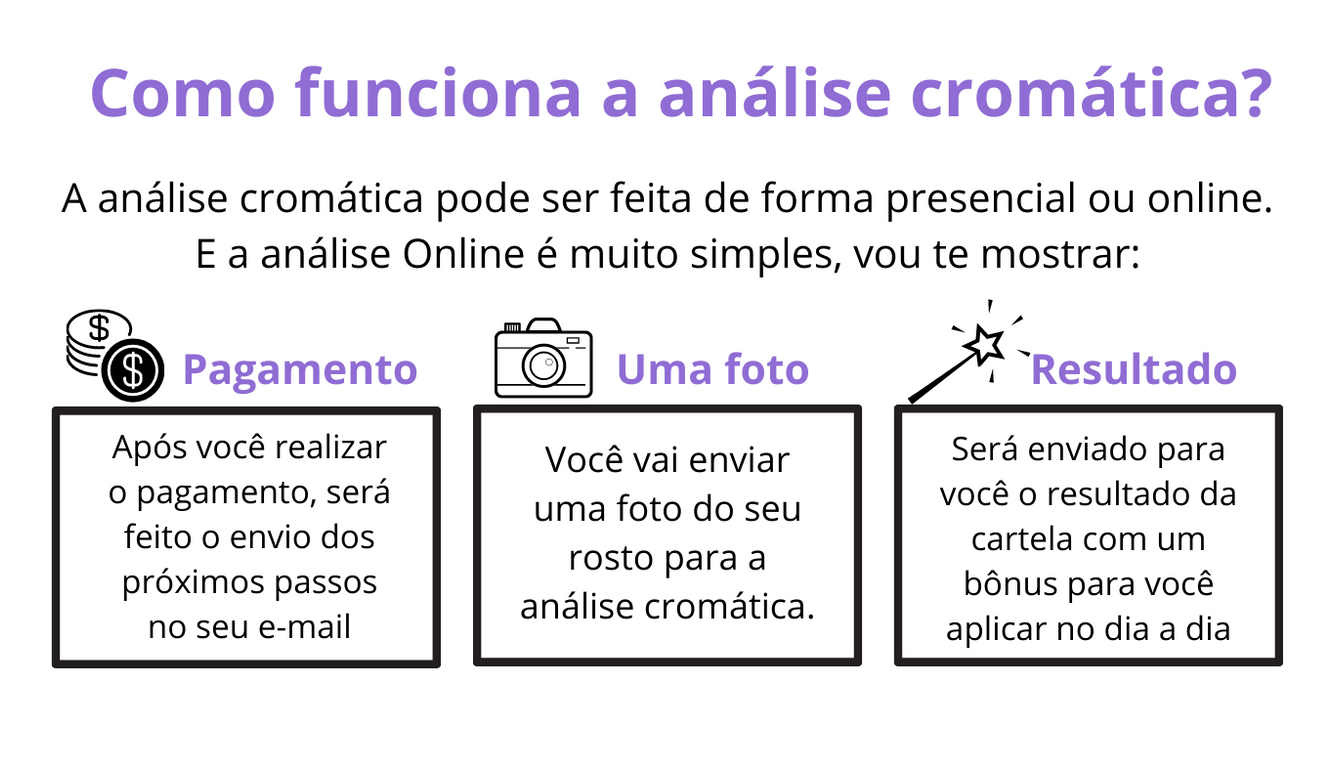 Como funciona a análise cromática?
A análise cromática pode ser feita de forma presencial ou online.
E a análise Online é muito simples, vou te mostrar:
Pagamento
Após você realizar
o pagamento, será
feito o envio dos
próximos passos
no seu e-mail
Uma foto
Você vai enviar
uma foto do seu
rosto para a
análise cromática.
Resultado
Será enviado para
você o resultado da
cartela com um
bônus para você
aplicar no dia a dia